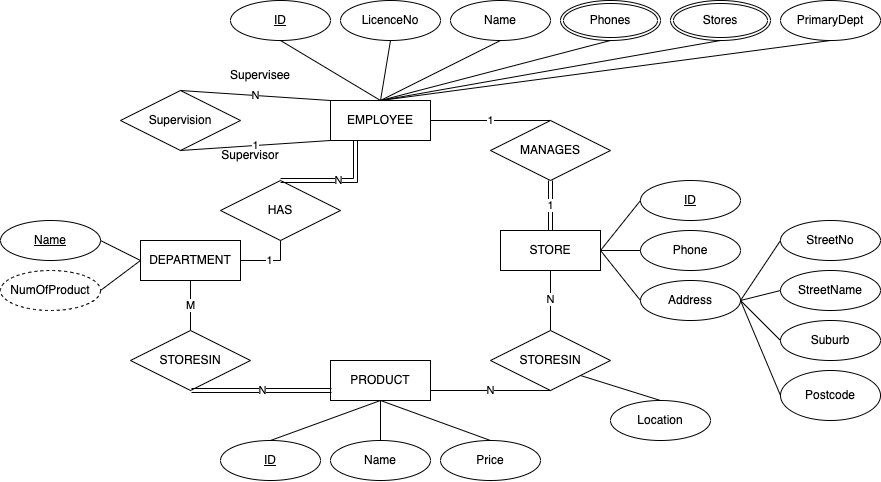 ID
LicenceNo
Name
Phones
Stores
PrimaryDept
Supervisee
N
Supervision
EMPLOYEE
1
1
Supervisor
MANAGES
N
ID
HAS
1
Name
StreetNo
DEPARTMENT
1
STORE
Phone
NumOfProduct
StreetName
M
N
Address
Suburb
STORESIN
STORESIN
PRODUCT
N
N
Postcode
Location
ID
Name
Price